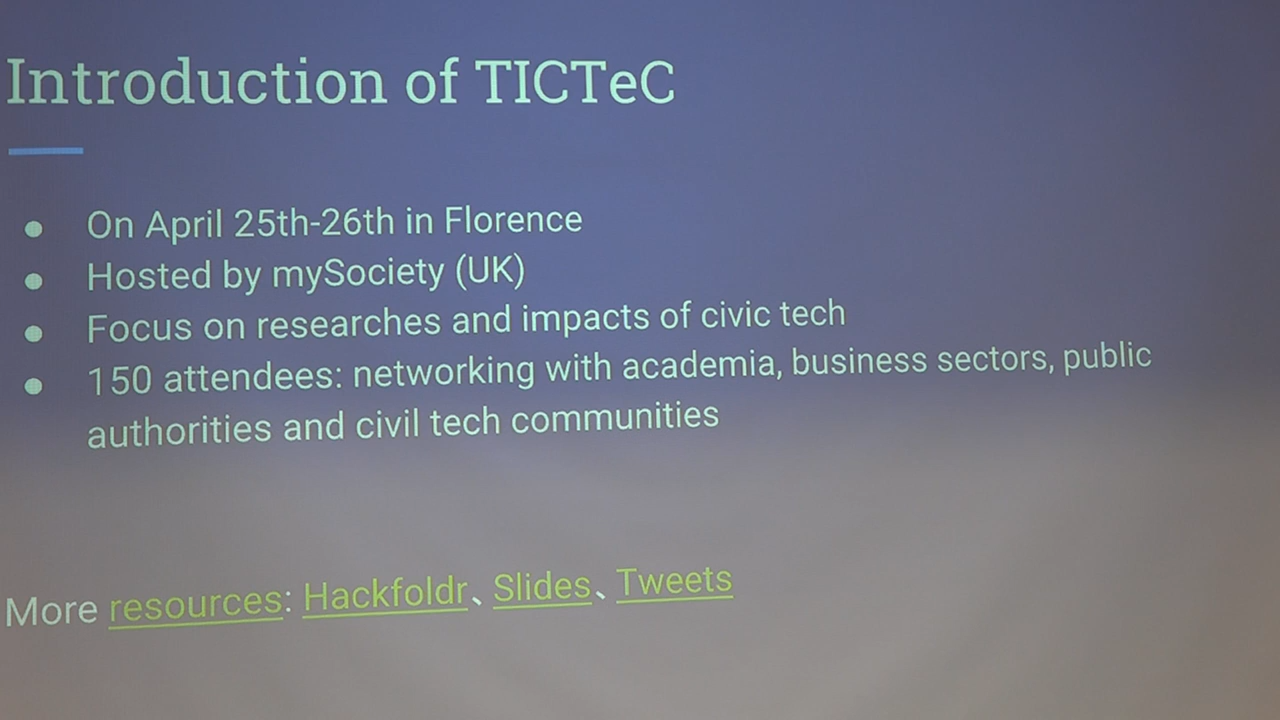 Introduction of TICTeC
● On April 25th-26th in Florence
● Hosted by mySociety (UK)
● Focus on researches and impacts of civic tech
● 150 attendees: networking with academia, business sectors, public
authorities and civil tech communities
More resources: Hackfoldr、Slides、Tweets